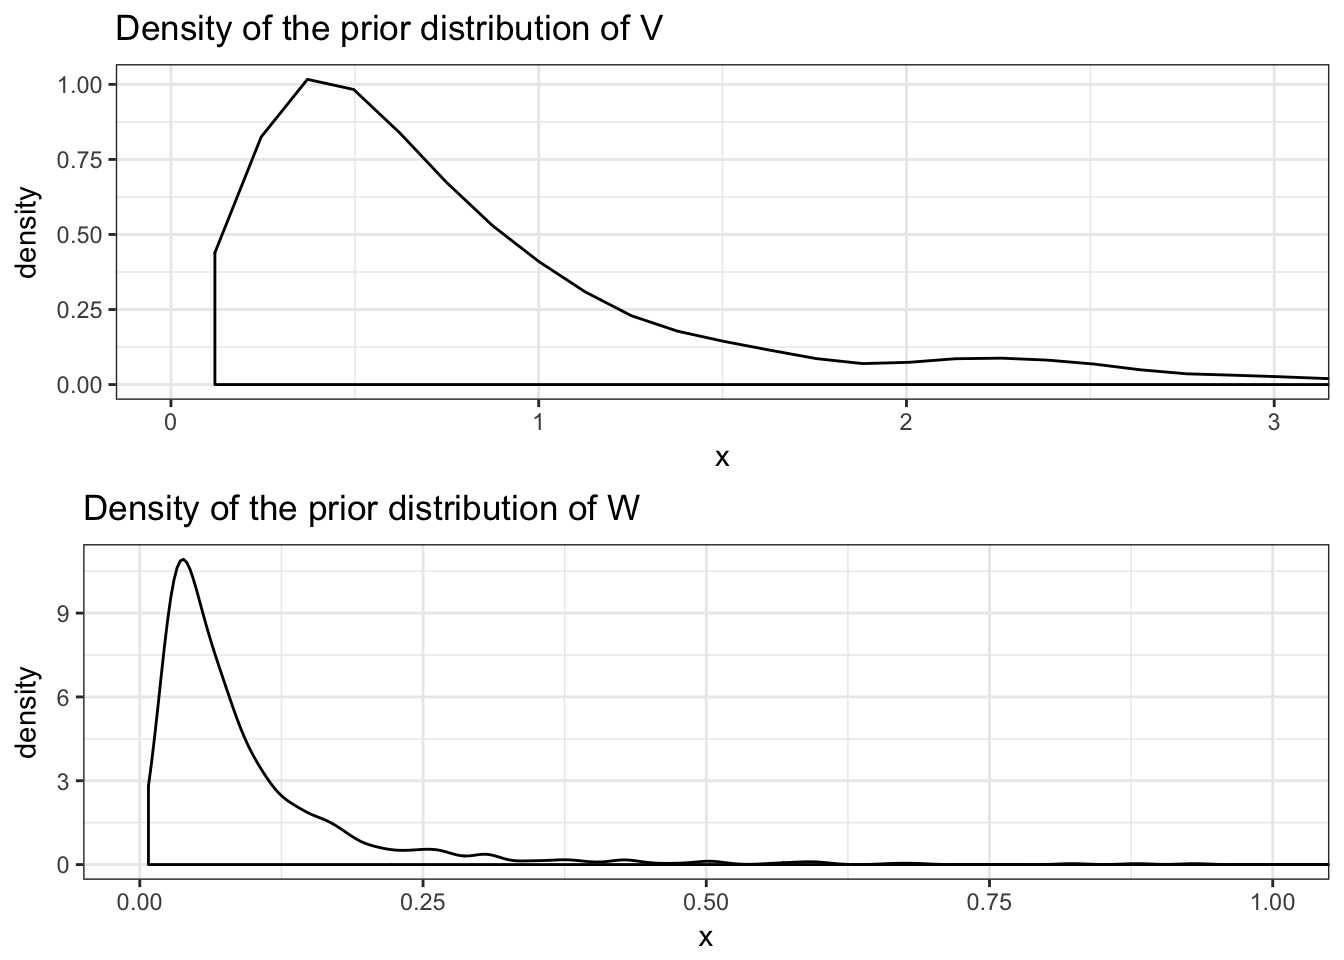 Density of the prior distribution of V
1.00
0.75
0.50
0.25
0.00
density
0 1 2 3
x
Density of the prior distribution of W
9
6
3
0
density
0.00 0.25 0.50 0.75 1.00
x